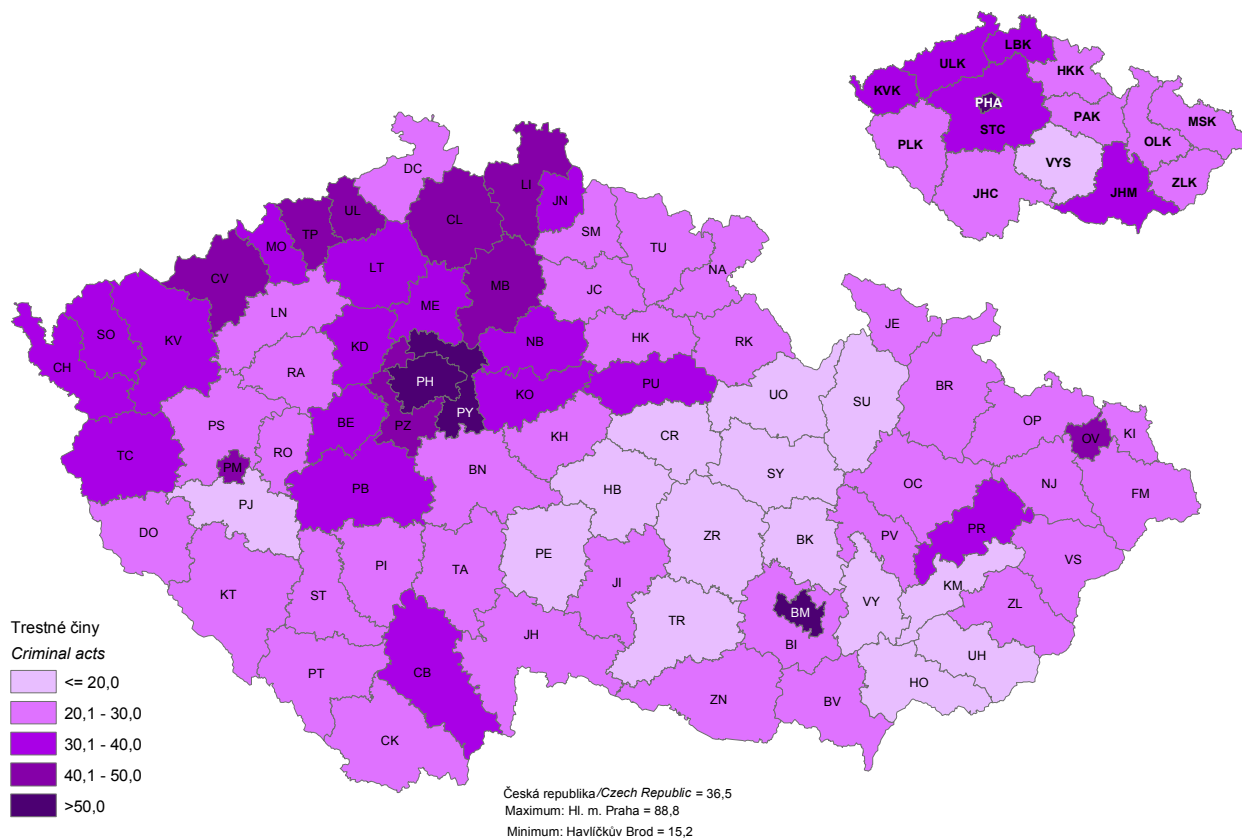 LBK
ULK
HKK
KVK
PHA
MSK
PAK
STC
OLK
PLK
VYS
ZLK
JHM
JHC
DC
LI
JN
UL
CL
TP
SM
MO
TU
LT
NA
CV
MB
JC
ME
LN
JE
SO
KV
KD
NB
HK
RK
CH
RA
PH
PU
BR
KO
UO
SU
PY
OP
PS
BE
PZ
CR
OV
KI
KH
RO
TC
PM
BN
SY
OC
NJ
FM
PB
HB
PJ
DO
PR
ZR
BK
PV
PE
VS
PI
TA
JI
KM
KT
ST
VY
ZL
BM
TR
JH
BI
UH
PT
CB
HO
ZN
BV
CK
Trestné činy
Criminal acts
<= 20,0
20,1 - 30,0
30,1 - 40,0
40,1 - 50,0
>50,0
Česká republika/Czech Republic = 36,5
Maximum: Hl. m. Praha = 88,8
Minimum: Havlíčkův Brod = 15,2